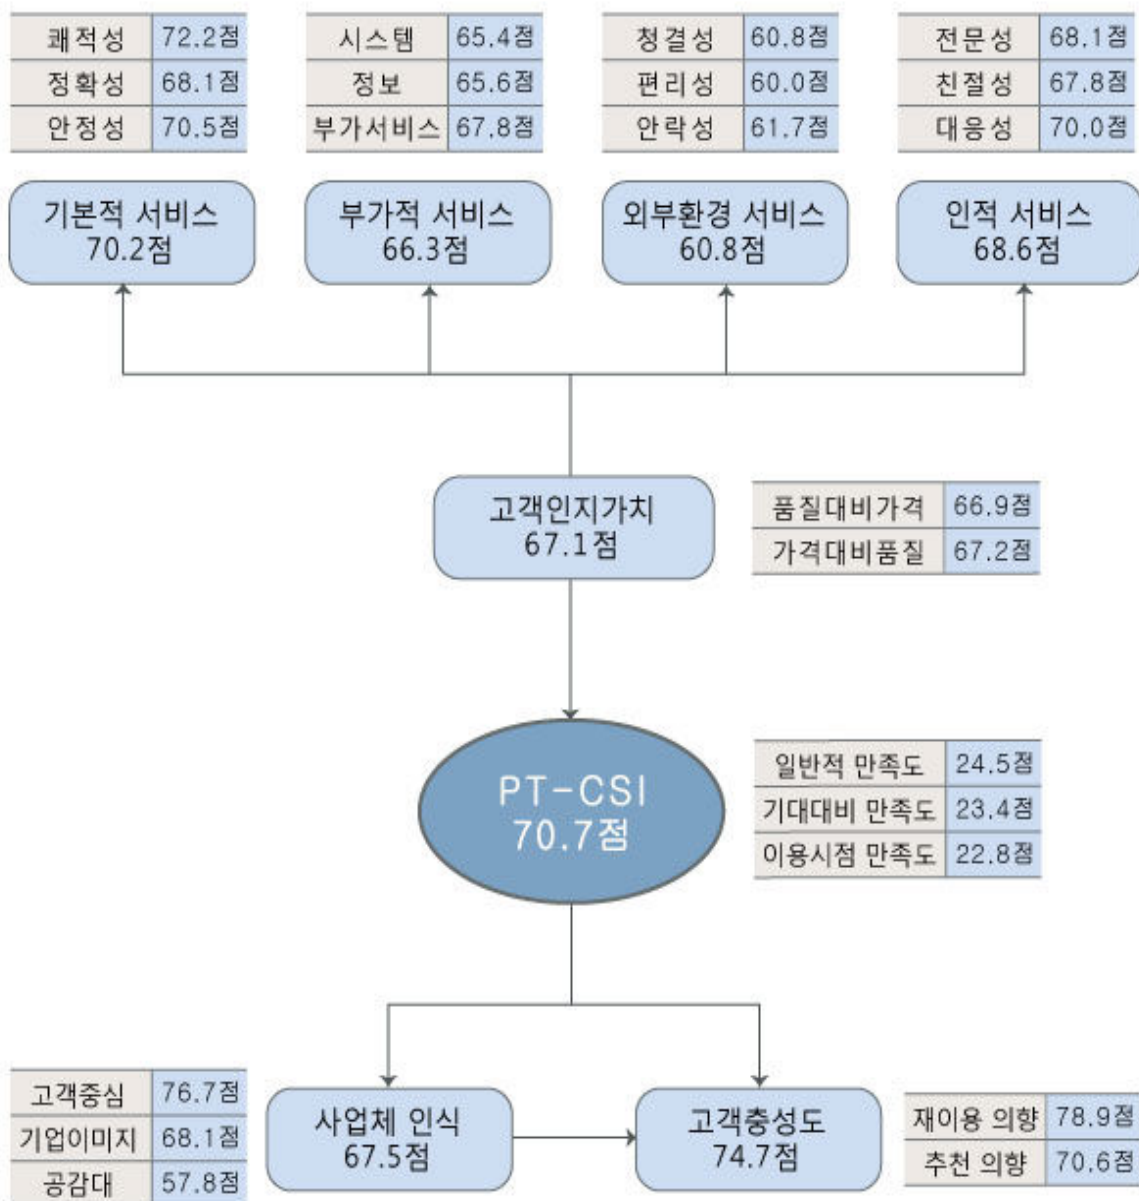 쾌적성 72.2점
정확성 68.1점
안정성 70.5점
시스템 65.4점
정보 65.6점
부가서비스 67.8점
청결성 60.8점
편리성 60.0점
안락성 61.7점
전문성 68.1점
친절성 67.8점
대응성 70.0점
기본적 서비스
70.2점
부가적 서비스
66.3점
외부환경 서비스
60.8점
인적 서비스
68.6점
고객인지가치
67.1점
품질대비가격 66.9점
가격대비품질 67.2점
PT-CSI
70.7점
일반적 만족도 24.5점
기대대비 만족도 23.4점
이용시점 만족도 22.8점
고객중심 76.7점
기업이미지 68.1점
공감대 57.8점
사업체 인식
67.5점
고객충성도
74.7점
재이용 의향 78.9점
추천 의향 70.6점